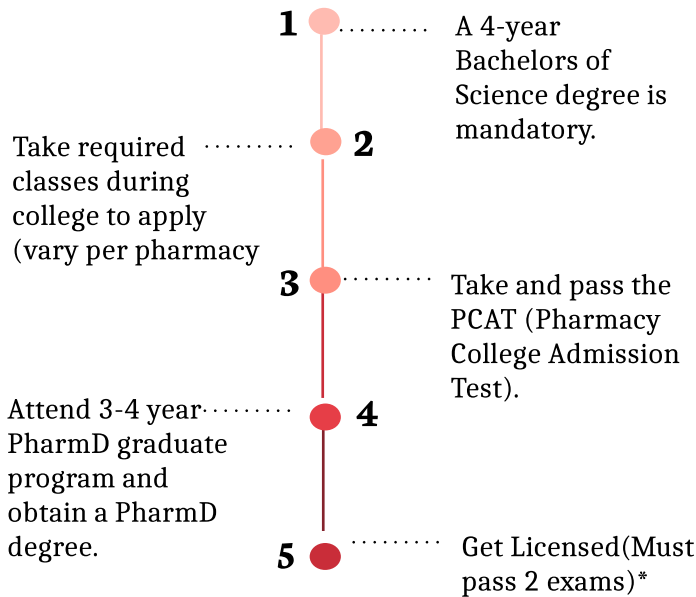 1
A 4-year
Bachelors of
Science degree is
mandatory.
2
Take required
classes during
college to apply
(vary per pharmacy
3
Take and pass the
PCAT (Pharmacy
College Admission
Test).
4
Attend 3-4 year
PharmD graduate
program and
obtain a PharmD
degree.
5
Get Licensed(Must
pass 2 exams)*